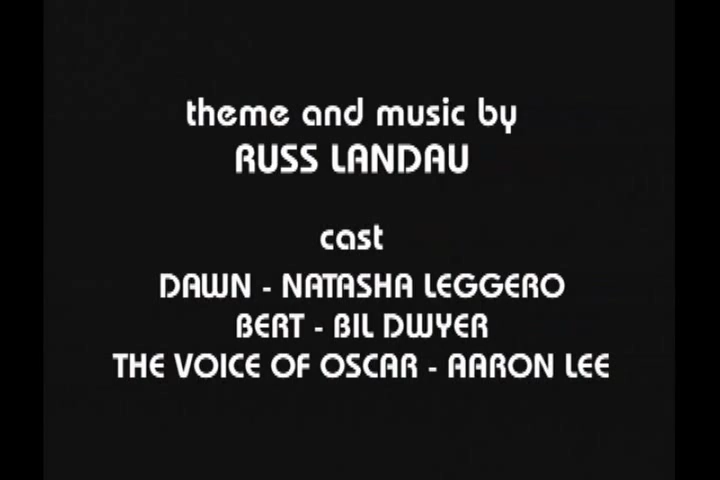 theme and music by
RUSS LANDAU
cast
DAWN - NATASHA LEGGERO
BERT - BIL DWYER
THE VOICE OF OSCAR - AARON LEE